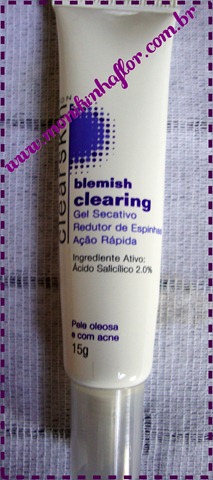 www.morukinhaflor.com.br
clearskin
blemish
clearing
Gel Secativo
Redutor de Espinhas
Ação Rápida
Ingrediente Ativo:
Ácido Salicílico 2.0%
Pele oleosa
e com acne
15g